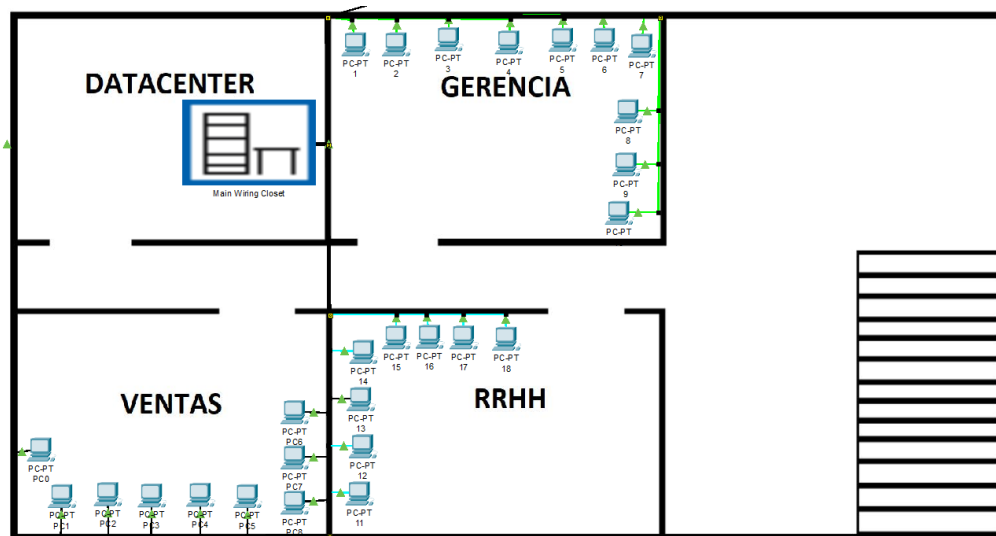 DATACENTER
Main Wiring Closet
GERENCIA
PC-PT
1
PC-PT
2
PC-PT
3
PC-PT
4
PC-PT
5
PC-PT
6
PC-PT
7
PC-PT
8
PC-PT
9
PC-PT
VENTAS
PC-PT
PC0
PC-PT
PC1
PC-PT
PC2
PC-PT
PC3
PC-PT
PC4
PC-PT
PC5
PC-PT
PC6
PC-PT
PC7
PC-PT
PC8
RRHH
PC-PT
14
PC-PT
13
PC-PT
12
PC-PT
11
PC-PT
15
PC-PT
16
PC-PT
17
PC-PT
18